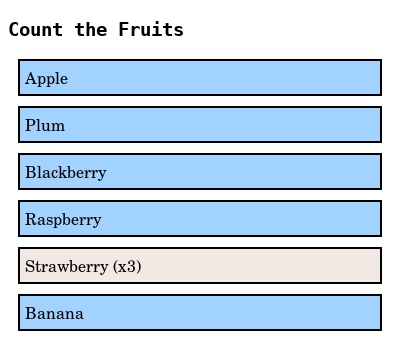 Count the Fruits
Apple
Plum
Blackberry
Raspberry
Strawberry (x3)
Banana